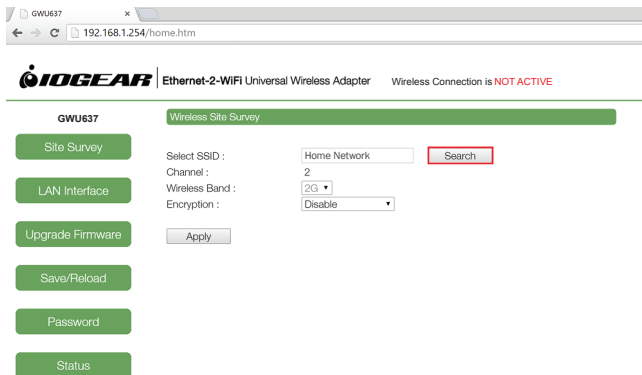 GWU637
192.168.1.254/home.htm
IOGEAR Ethernet-2-WiFi Universal Wireless Adapter Wireless Connection is NOT ACTIVE
GWU637
Wireless Site Survey
Site Survey
Select SSID : Home Network Search
Channel : 2
Wireless Band : 2G
Encryption : Disable
Apply
LAN Interface
Upgrade Firmware
Save/Reload
Password
Status